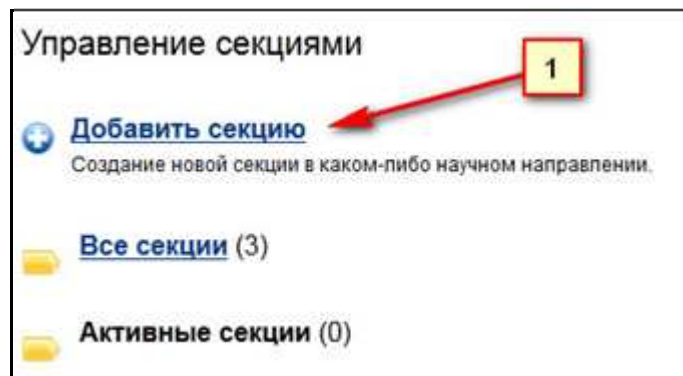 Управление секциями
1
Добавить секцию
Создание новой секции в каком-либо научном направлении.
Все секции (3)
Активные секции (0)